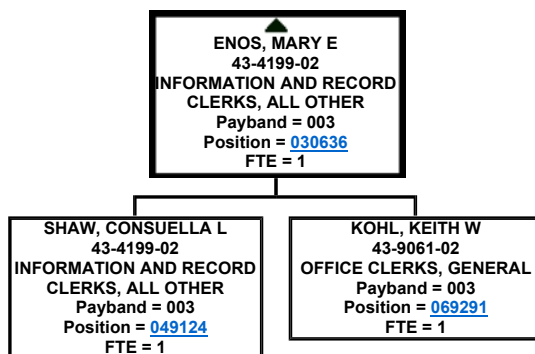 ENOS, MARY E
43-4199-02
INFORMATION AND RECORD
CLERKS, ALL OTHER
Payband = 003
Position = 030636
FTE = 1
SHAW, CONSUELLA L
43-4199-02
INFORMATION AND RECORD
CLERKS, ALL OTHER
Payband = 003
Position = 049124
FTE = 1
KOHL, KEITH W
43-9061-02
OFFICE CLERKS, GENERAL
Payband = 003
Position = 069291
FTE = 1